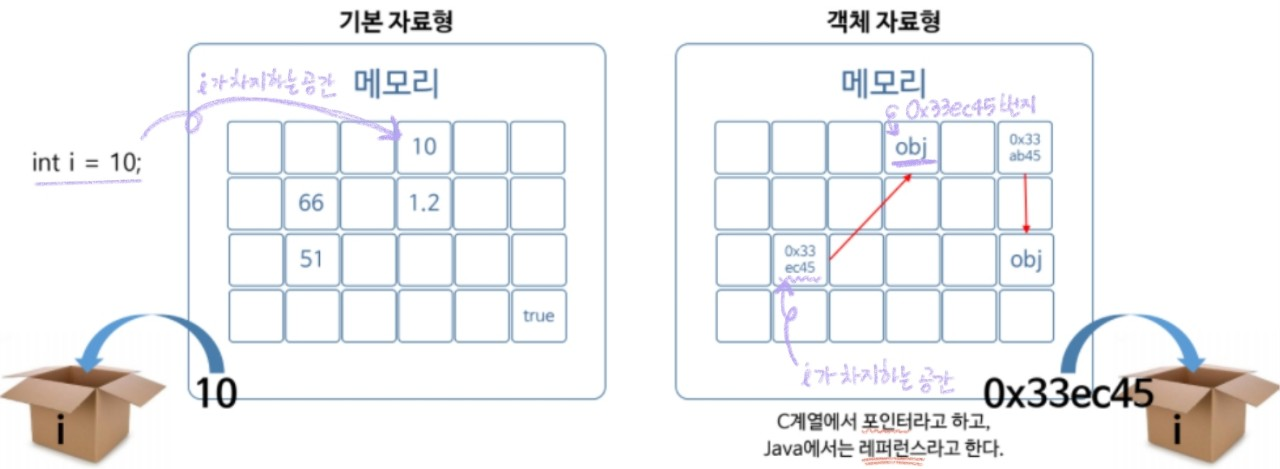 기본 자료형
메모리
i가 차지하는 공간
int i = 10;
10
66
1.2
51
true
10
i
객체 자료형
메모리
0x33ec45 번지
obj
0x33
ab45
0x33
ec45
obj
i가 차지하는 공간
0x33ec45
i
C계열에서 포인터라고 하고,
Java에서는 레퍼런스라고 한다.